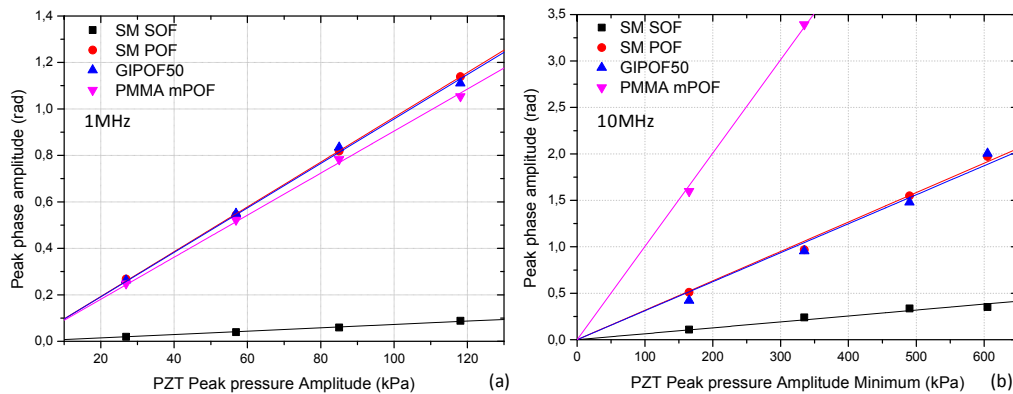 1,4
1,2
1,0
0,8
0,6
0,4
0,2
0,0
Peak phase amplitude (rad)
SM SOF
SM POF
GIPOF50
PMMA mPOF
1MHz
20
40
60
80
100
120
PZT Peak pressure Amplitude (kPa)
(a)
3,5
3,0
2,5
2,0
1,5
1,0
0,5
0,0
Peak phase amplitude (rad)
SM SOF
SM POF
GIPOF50
PMMA mPOF
10MHz
0
100
200
300
400
500
600
PZT Peak pressure Amplitude Minimum (kPa)
(b)